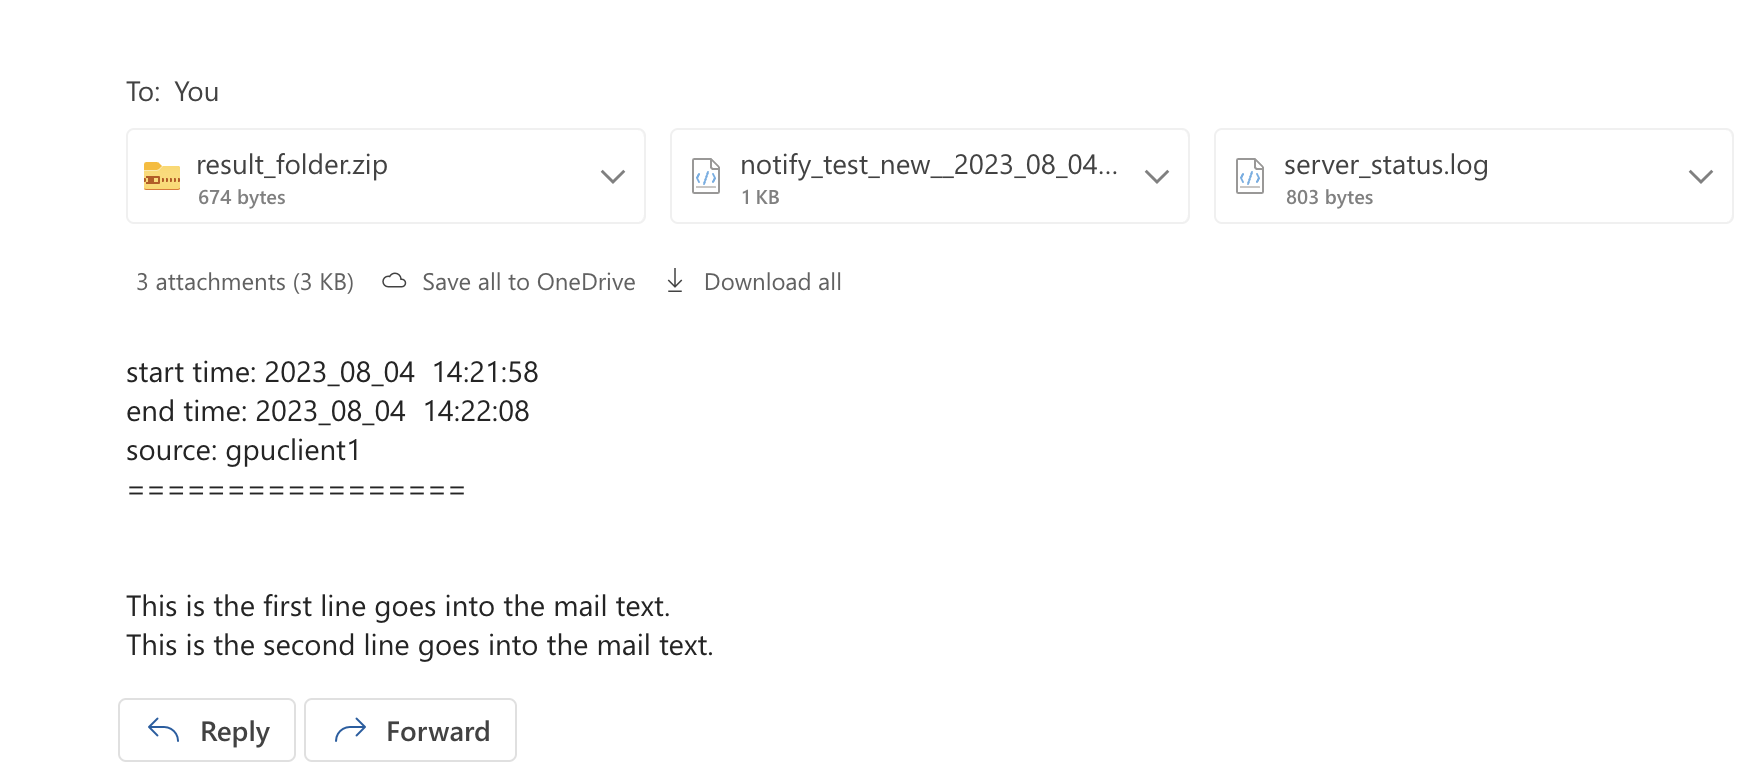 To: You
result_folder.zip
674 bytes
notify_test_new__2023_08_04...
1 KB
server_status.log
803 bytes
3 attachments (3 KB) Save all to OneDrive Download all
start time: 2023_08_04  14:21:58
end time: 2023_08_04  14:22:08
source: gpuclient1
=================
This is the first line goes into the mail text.
This is the second line goes into the mail text.
Reply Forward